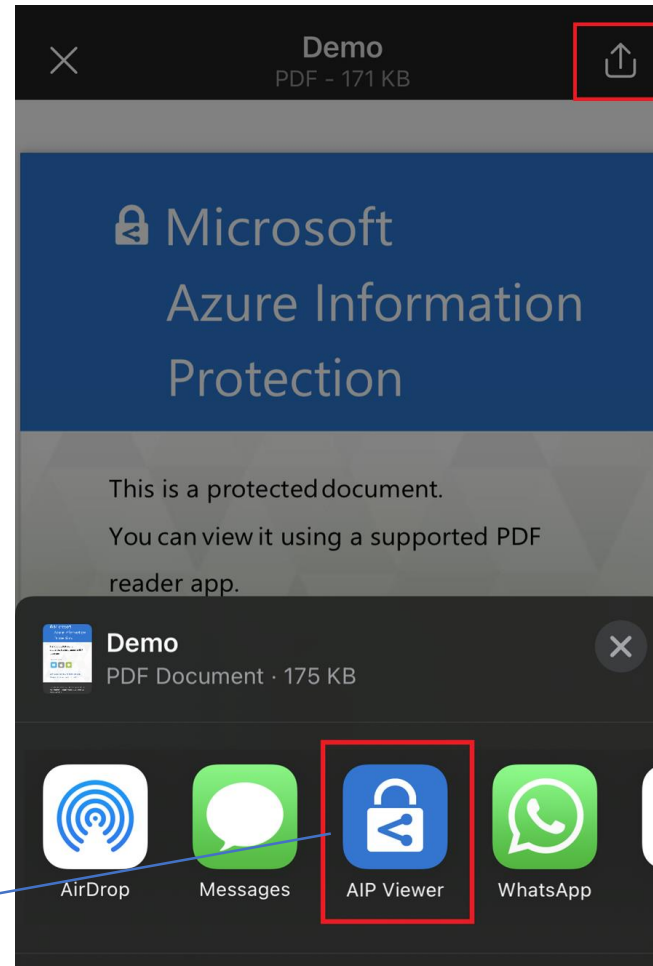 Demo
PDF - 171 KB
Microsoft
Azure Information
Protection
This is a protected document.
You can view it using a supported PDF
reader app.
Demo
PDF Document · 175 KB
AirDrop
Messages
AIP Viewer
WhatsApp